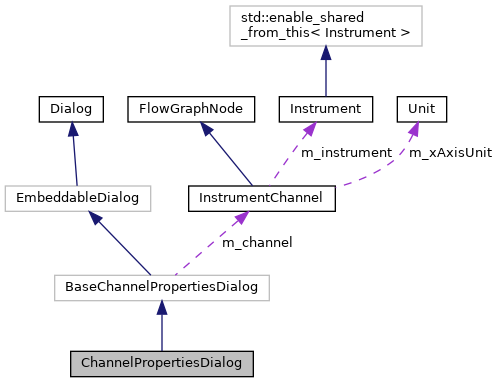 std::enable_shared
_from_this< Instrument >
Dialog
FlowGraphNode
Instrument
Unit
m_instrument
m_xAxisUnit
EmbeddableDialog
InstrumentChannel
m_channel
BaseChannelPropertiesDialog
ChannelPropertiesDialog